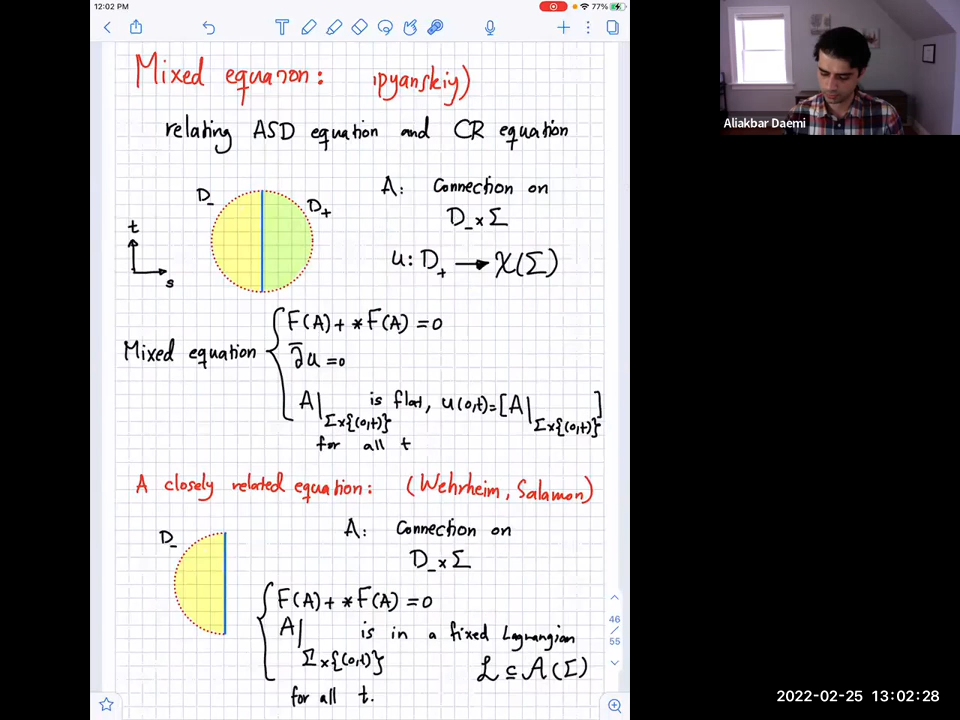 12:02 PM
77%
Mixed equation: ipyanskiy)
relating ASD equation and CR equation
D_
D+
t
s
A: Connection on
D_ × Σ
u: D+ → χ(Σ)
Mixed equation
F(A) + *F(A) = 0
∂̄u = 0
A|Σ×{(0,t)} is flat, u(0,t) = [A|Σ×{(0,t)}]
for all t
A closely related equation: (Wehrheim, Salamon)
D_
A: Connection on
D_ × Σ
F(A) + *F(A) = 0
A|Σ×{(0,t)} is in a fixed Lagrangian
ℒ ⊆ 𝒜(Σ)
for all t.
46
/
55
Aliakbar Daemi
2022-02-25 13:02:28